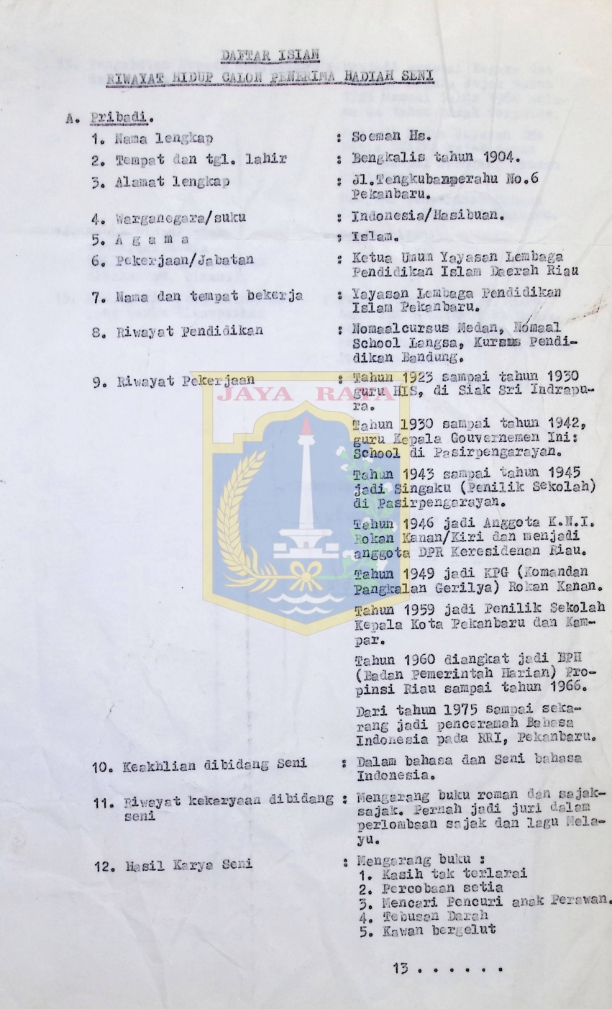 DAFTAR ISIAN
RIWAYAT HIDUP CALON PENERIMA HADIAH SENI
A. Pribadi.
1. Nama lengkap : Soeman Hs.
2. Tempat dan tgl. lahir : Bengkalis tahun 1904.
3. Alamat lengkap : Jl.Tengkubanperahu No.6
Pekanbaru.
4. Warganegara/suku : Indonesia/Hasibuan.
5. A g a m a : Islam.
6. Pekerjaan/Jabatan : Ketua Umum Yayasan Lembaga
Pendidikan Islam Daerah Riau
7. Nama dan tempat bekerja : Yayasan Lembaga Pendidikan
Islam Pekanbaru.
8. Riwayat Pendidikan : Nomaalcursus Medan, Nomaal
School Langsa, Kursus Pendi-
dikan Bandung.
9. Riwayat Pekerjaan : Tahun 1923 sampai tahun 1930
guru HIS, di Siak Sri Indrapu-
ra.
JAYA RAYA
Tahun 1930 sampai tahun 1942,
guru Kepala Gouvernemen Ini:
School di Pasirpengarayan.
Tahun 1943 sampai tahun 1945
jadi Singaku (Penilik Sekolah)
di Pasirpengarayan.
Tahun 1946 jadi Anggota K.N.I.
Rokan Kanan/Kiri dan menjadi
anggota DPR Keresidenan Riau.
Tahun 1949 jadi KPG (Komandan
Pangkalan Gerilya) Rokan Kanan.
Tahun 1959 jadi Penilik Sekolah
Kepala Kota Pekanbaru dan Kam-
par.
Tahun 1960 diangkat jadi BPH
(Badan Pemerintah Harian) Pro-
pinsi Riau sampai tahun 1966.
Dari tahun 1975 sampai seka-
rang jadi penceramah Bahasa
Indonesia pada RRI, Pekanbaru.
10. Keakhlian dibidang Seni : Dalam bahasa dan Seni bahasa
Indonesia.
11. Riwayat kekaryaan dibidang : Mengarang buku roman dan sajak-
seni sajak. Pernah jadi juri dalam
perlombaan sajak dan lagu Mela-
yu.
12. Hasil Karya Seni : Mengarang buku :
1. Kasih tak terlarai
2. Percobaan setia
3. Mencari Pencuri anak Perawan.
4. Tebusan Darah
5. Kawan bergelut
13 . . . . . .